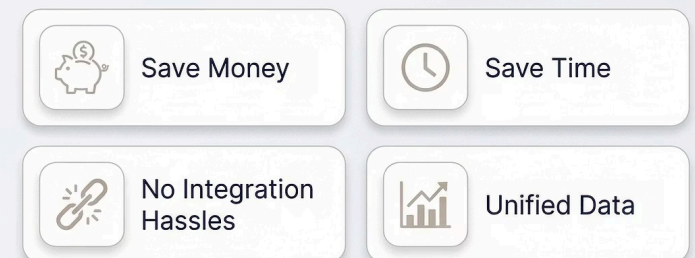 Save Money
Save Time
No Integration
Hassles
Unified Data